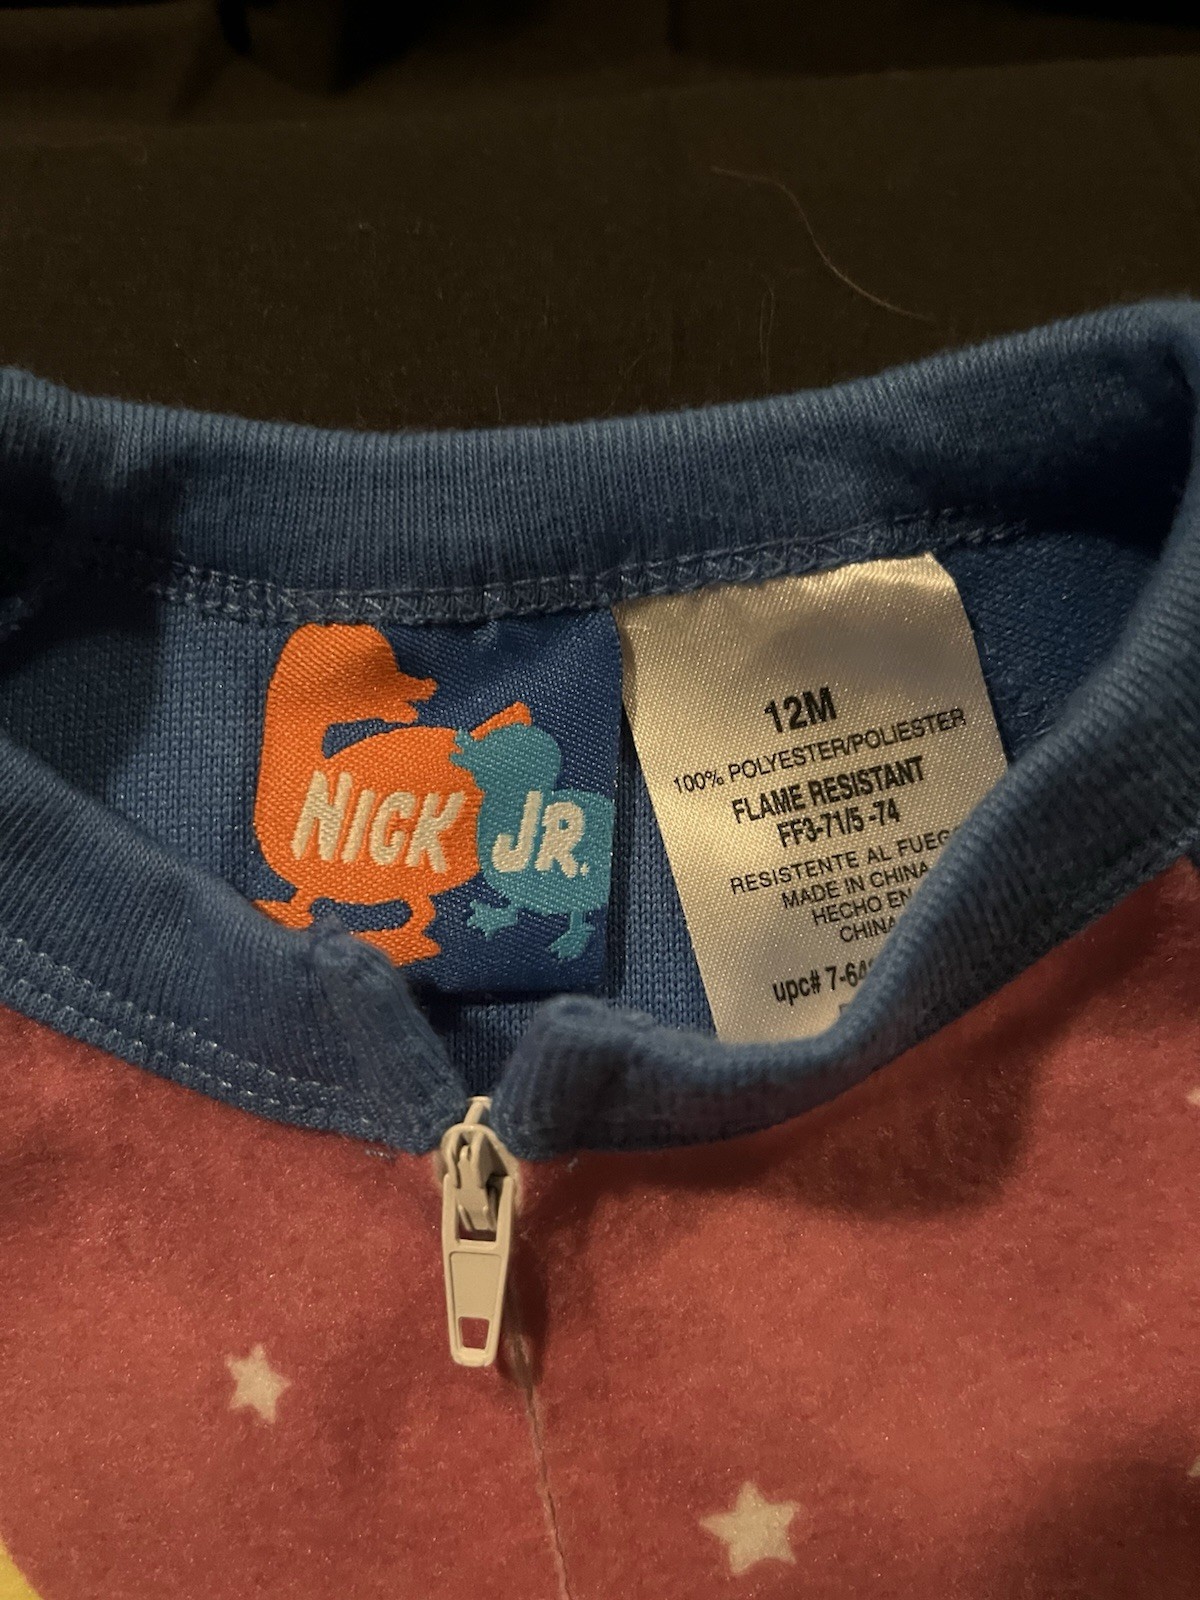 NICK JR.
12M
100% POLYESTER/POLIESTER
FLAME RESISTANT
FF3-71/5 -74
RESISTENTE AL
MADE IN CHINA
HECHO EN
CHINA
upc#